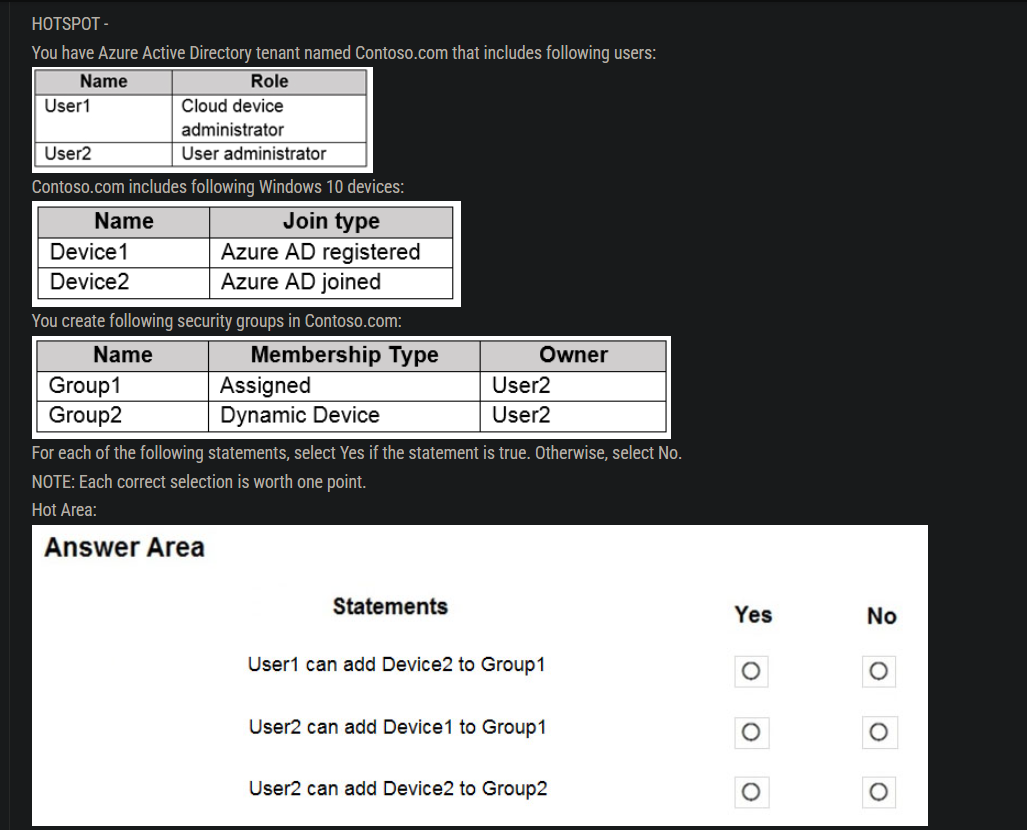 HOTSPOT -
You have Azure Active Directory tenant named Contoso.com that includes following users:
Name Role
User1 Cloud device
administrator
User2 User administrator
Contoso.com includes following Windows 10 devices:
Name Join type
Device1 Azure AD registered
Device2 Azure AD joined
You create following security groups in Contoso.com:
Name Membership Type Owner
Group1 Assigned User2
Group2 Dynamic Device User2
For each of the following statements, select Yes if the statement is true. Otherwise, select No.
NOTE: Each correct selection is worth one point.
Hot Area:
Answer Area
Statements Yes No
User1 can add Device2 to Group1
User2 can add Device1 to Group1
User2 can add Device2 to Group2